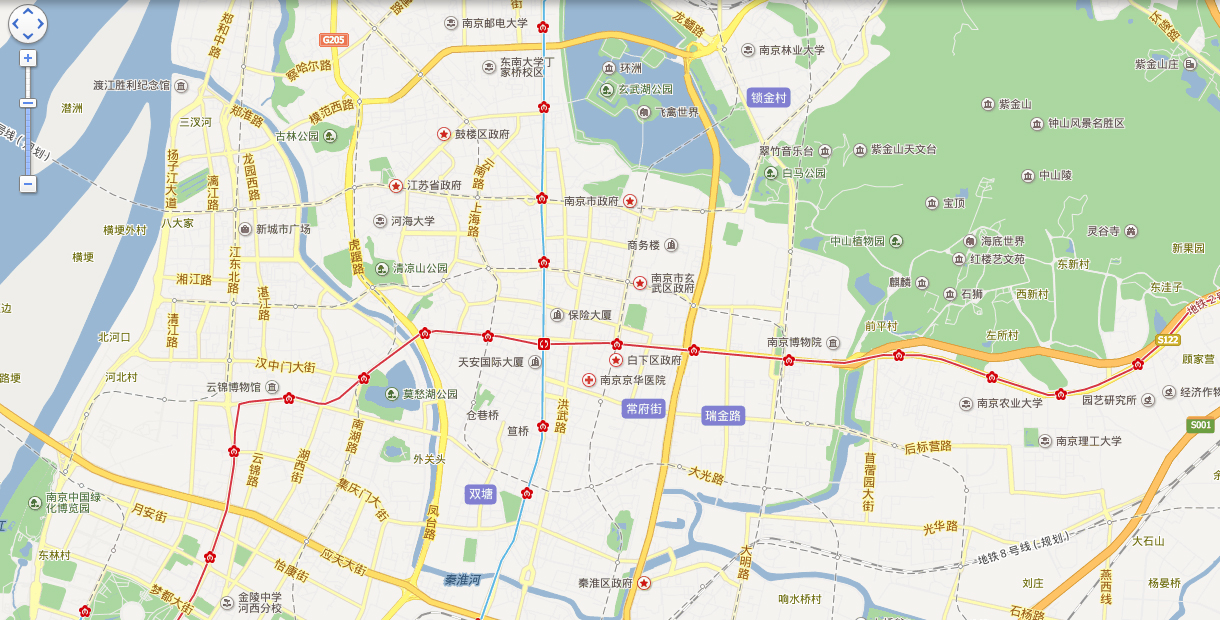 南京邮电大学
G205
东南大学丁
家桥校区
环洲
玄武湖公园
飞禽世界
龙蟠路
南京林业大学
环陵路
紫金山庄
郑和中路
察哈尔路
渡江胜利纪念馆
潜洲
模范西路
锁金村
紫金山
号线(规划)
三汊河
郑淮路
古林公园
鼓楼区政府
钟山风景名胜区
翠竹音乐台
紫金山天文台
扬子江大道
龙园西路
漓江路
云南路
江苏省政府
白马公园
中山陵
南京市政府
宝顶
八大家
横埂外村
新城市广场
河海大学
上海路
灵谷寺
横埂
虎踞路
商务楼
中山植物园
海底世界
新果园
江东北路
红楼艺文苑
清凉山公园
东新村
湘江路
南京市玄
武区政府
麒麟
石狮
西新村
东洼子
湛江路
地铁2号
边
清江路
保险大厦
前平村
左所村
北河口
S122
南京博物院
天安国际大厦
白下区政府
顾家营
汉中门大街
路埂
河北村
云锦博物馆
莫愁湖公园
南京京华医院
南京农业大学
园艺研究所
经济作物
常府街
瑞金路
仓巷桥
洪武路
笪桥
S001
南湖路
后标营路
南京理工大学
外关头
云锦路
湖西街
大光路
苜蓿园大街
集庆门大街
双塘
南京中国绿
化博览园
月安街
凤台路
光华路
地铁8号线(规划)
大石山
东林村
应天大街
大明路
怡康街
秦淮河
秦淮区政府
刘庄
燕西线
杨晏桥
梦都大街
金陵中学
河西分校
响水桥村
石杨路